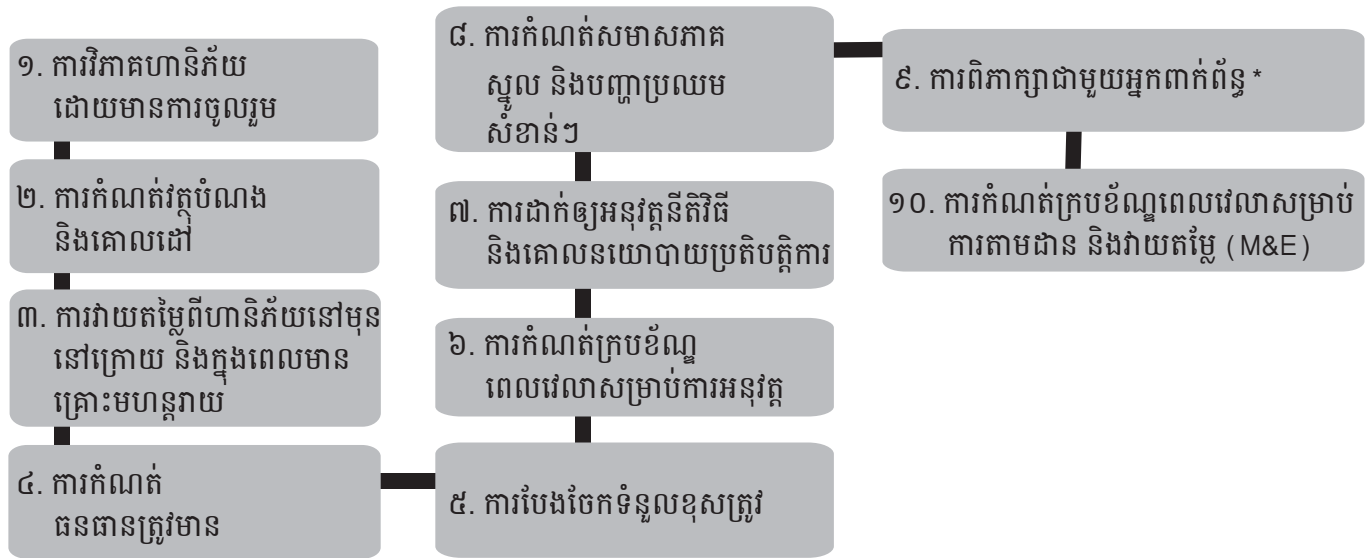 ១. ការវិភាគហានិភ័យ
ដោយមានការចូលរួម
២. ការកំណត់វត្ថុបំណង
និងគោលដៅ
៣. ការវាយតម្លៃពីហានិភ័យនៅមុន
នៅក្រោយ និងក្នុងពេលមាន
គ្រោះមហន្តរាយ
៤. ការកំណត់
ធនធានត្រូវមាន
៥. ការបែងចែកទំនួលខុសត្រូវ
៦. ការកំណត់ក្របខ័ណ្ឌ
ពេលវេលាសម្រាប់ការអនុវត្ត
៧. ការដាក់ឲ្យអនុវត្តនីតិវិធី
និងគោលនយោបាយប្រតិបត្តិការ
៨. ការកំណត់សមាសភាគ
ស្នូល និងបញ្ហាប្រឈម
សំខាន់ៗ
៩. ការពិភាក្សាជាមួយអ្នកពាក់ព័ន្ធ *
១០. ការកំណត់ក្របខ័ណ្ឌពេលវេលាសម្រាប់
ការតាមដាន និងវាយតម្លៃ (M&E)